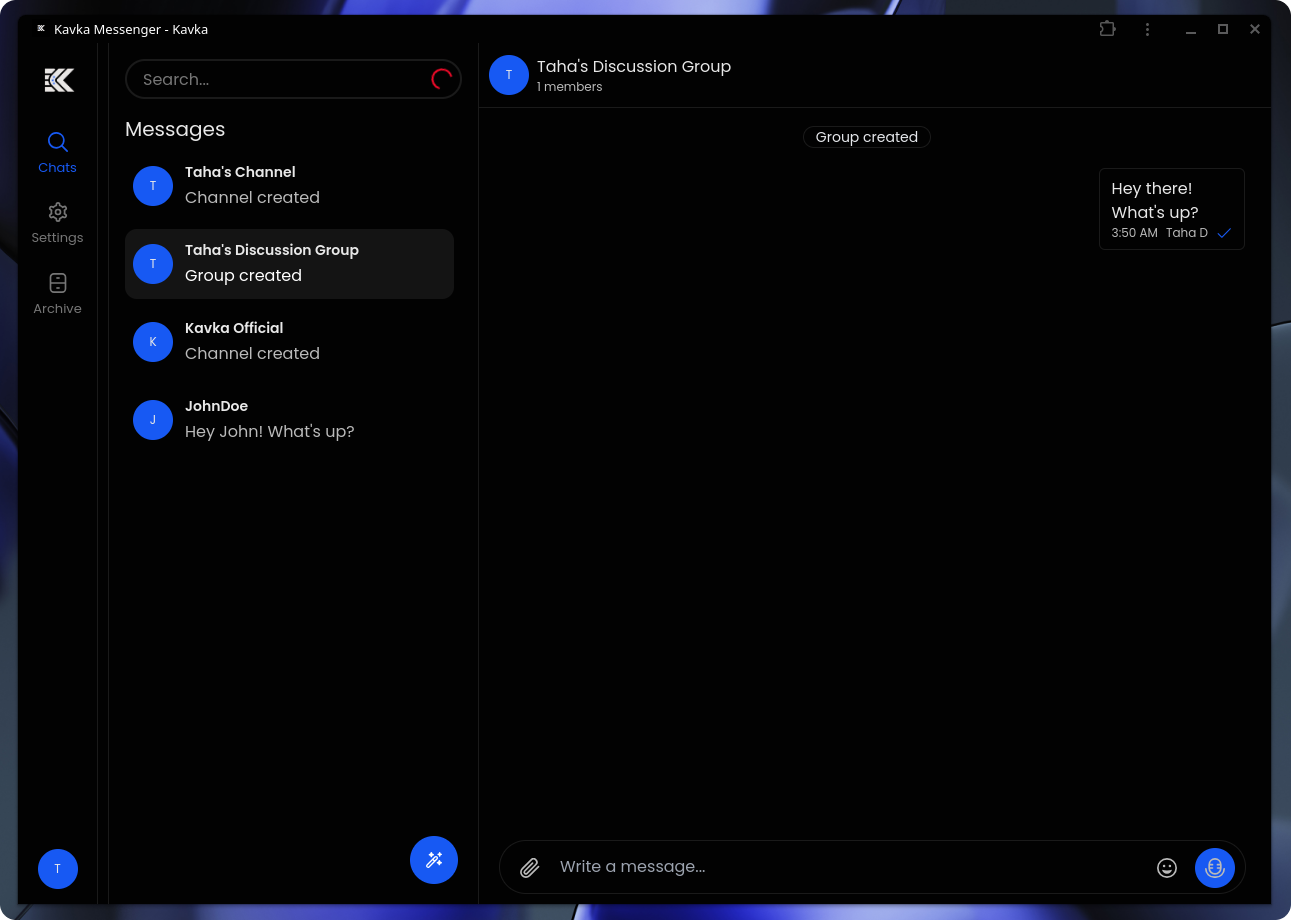 Kavka Messenger - Kavka
Chats
Settings
Archive
T
Search...
Messages
T
Taha's Channel
Channel created
T
Taha's Discussion Group
Group created
K
Kavka Official
Channel created
J
JohnDoe
Hey John! What's up?
T
Taha's Discussion Group
1 members
Group created
Hey there!
What's up?
3:50 AM Taha D
Write a message...